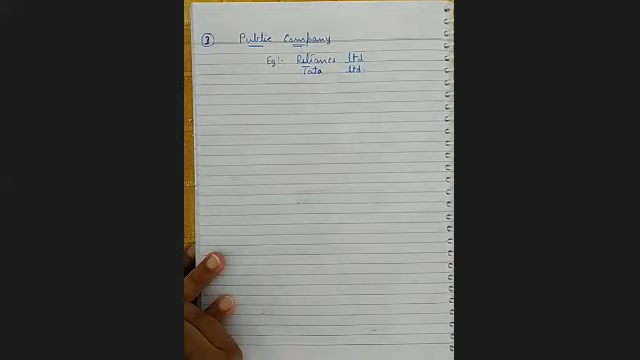 ③ Public Company
Eg:- Reliance ltd.
Tata ltd.